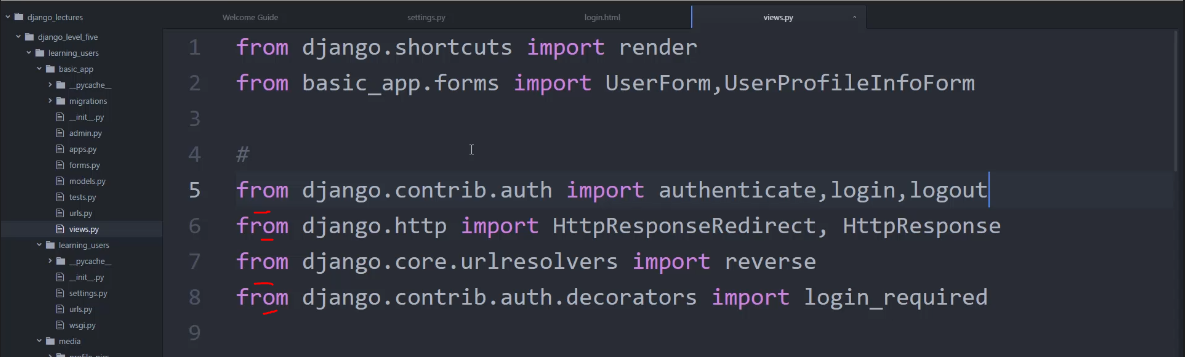 django_lectures
django_level_five
learning_users
basic_app
__pycache__
migrations
__init__.py
admin.py
apps.py
forms.py
models.py
tests.py
urls.py
views.py
learning_users
__pycache__
__init__.py
settings.py
urls.py
wsgi.py
media
Welcome Guide settings.py login.html views.py
1 from django.shortcuts import render
2 from basic_app.forms import UserForm,UserProfileInfoForm
3
4 #
5 from django.contrib.auth import authenticate,login,logout
6 from django.http import HttpResponseRedirect, HttpResponse
7 from django.core.urlresolvers import reverse
8 from django.contrib.auth.decorators import login_required
9